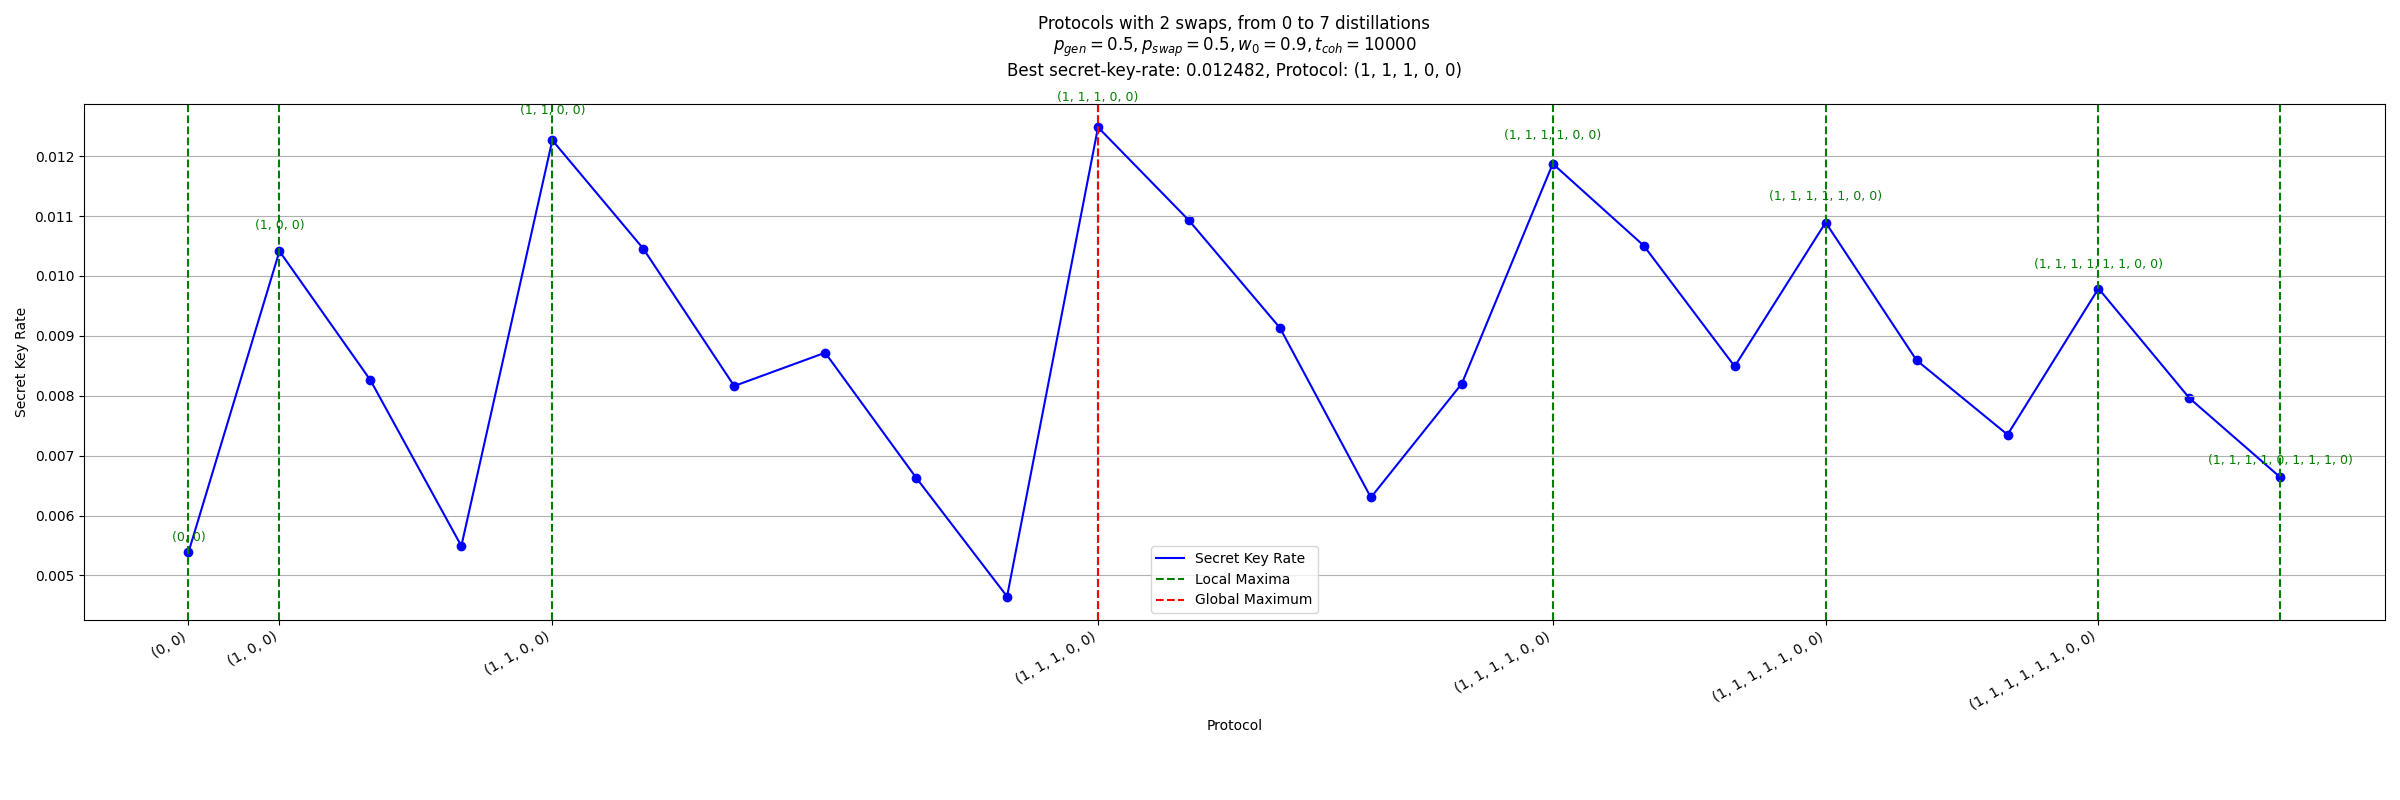 Protocols with 2 swaps, from 0 to 7 distillations
p_gen = 0.5, p_swap = 0.5, w_0 = 0.9, t_coh = 10000
Best secret-key-rate: 0.012482, Protocol: (1, 1, 1, 0, 0)
(1, 1, 1, 0, 0)
(1, 1, 0, 0)
(1, 1, 1, 1, 0, 0)
(1, 1, 1, 1, 1, 0, 0)
(1, 0, 0)
(1, 1, 1, 1, 1, 1, 0, 0)
(1, 1, 1, 1, 0, 1, 1, 1, 0)
(0, 0)
0.012
0.011
0.010
0.009
0.008
0.007
0.006
0.005
Secret Key Rate
Secret Key Rate
Local Maxima
Global Maximum
(0, 0)
(1, 0, 0)
(1, 1, 0, 0)
(1, 1, 1, 0, 0)
(1, 1, 1, 1, 0, 0)
(1, 1, 1, 1, 1, 0, 0)
(1, 1, 1, 1, 1, 1, 0, 0)
Protocol